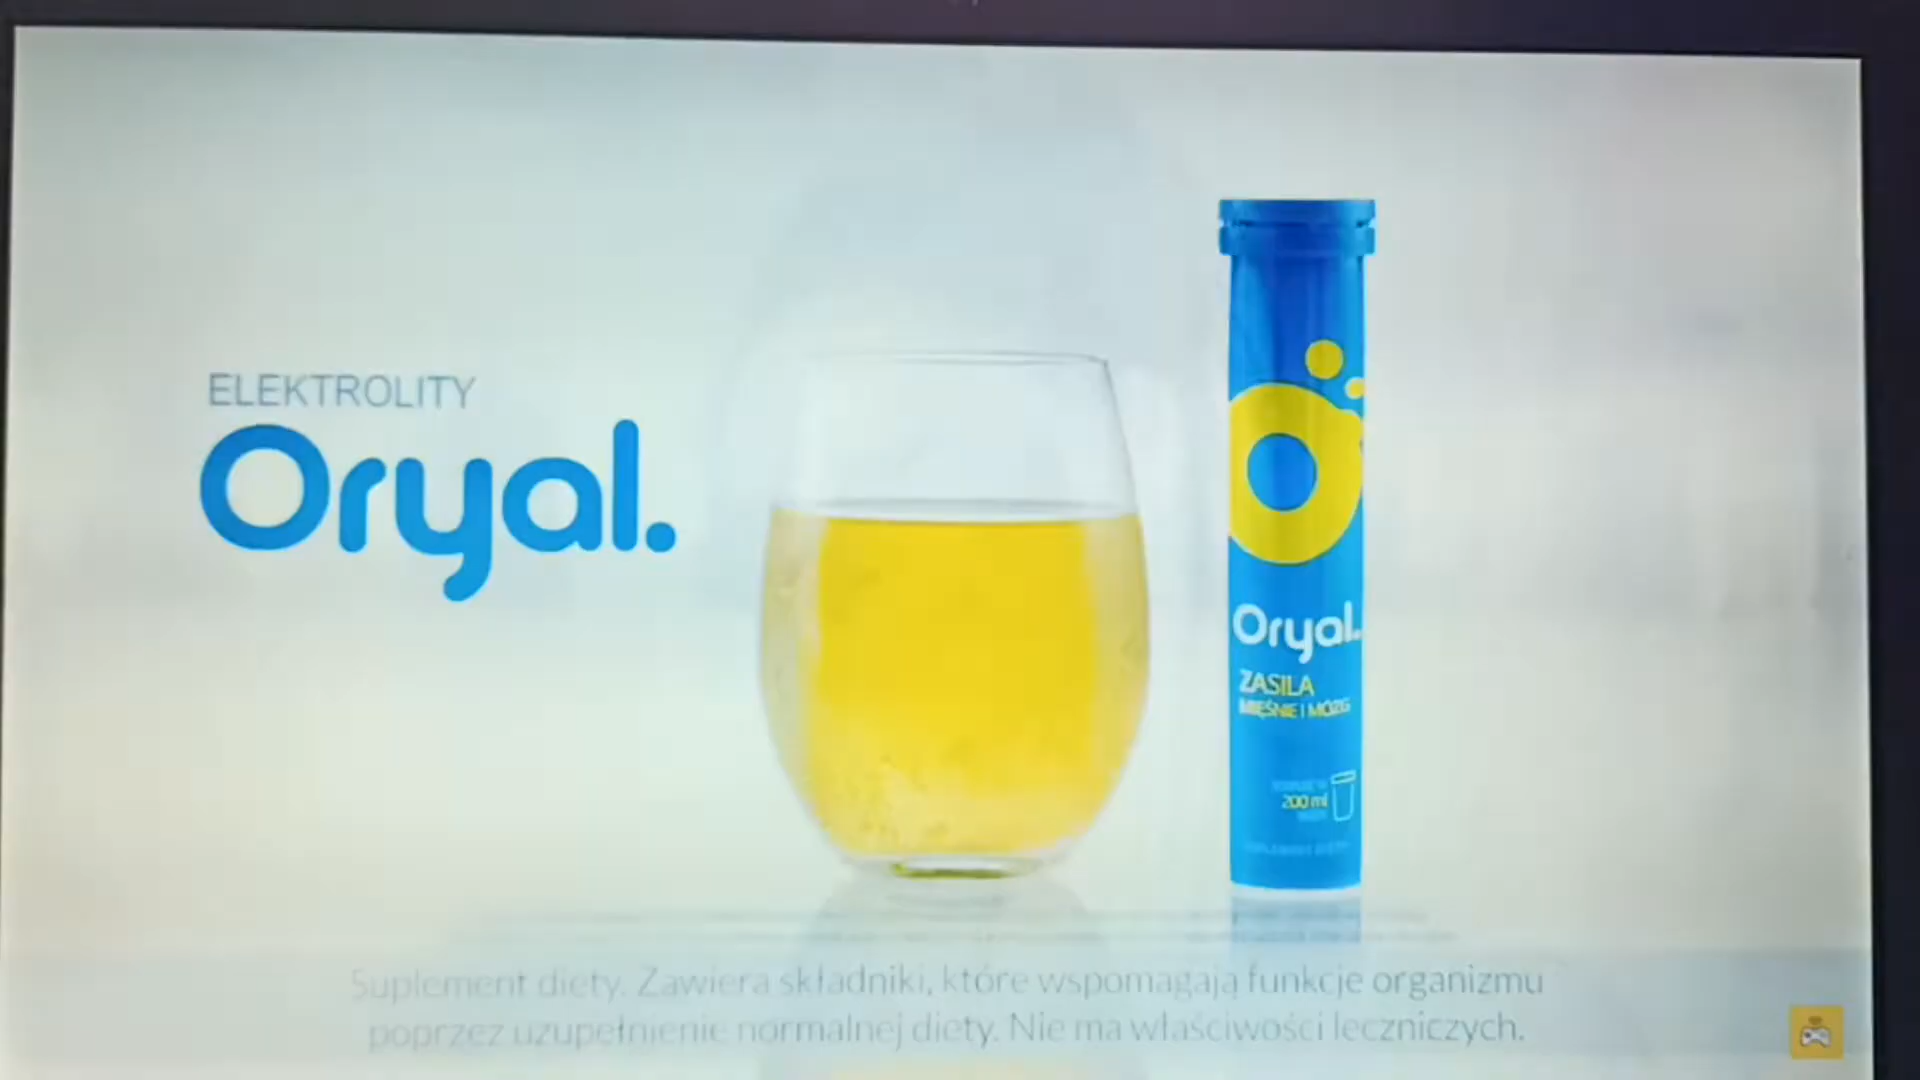 ELEKTROLITY
Oryal.
Oryal.
ZASILA
MIĘŚNIE I MÓZG
200 ml
Suplement diety. Zawiera składniki, które wspomagają funkcje organizmu
poprzez uzupełnienie normalnej diety. Nie ma właściwości leczniczych.